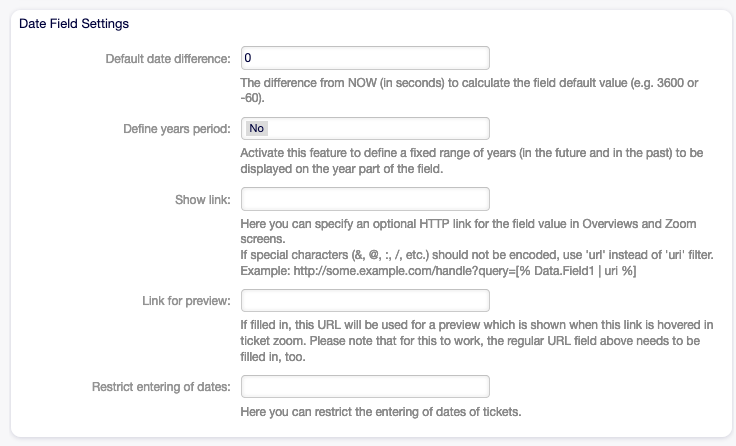 Date Field Settings
Default date difference: 0
The difference from NOW (in seconds) to calculate the field default value (e.g. 3600 or
-60).
Define years period: No
Activate this feature to define a fixed range of years (in the future and in the past) to be
displayed on the year part of the field.
Show link:
Here you can specify an optional HTTP link for the field value in Overviews and Zoom
screens.
If special characters (&, @, :, /, etc.) should not be encoded, use 'url' instead of 'uri' filter.
Example: http://some.example.com/handle?query=[% Data.Field1 | uri %]
Link for preview:
If filled in, this URL will be used for a preview which is shown when this link is hovered in
ticket zoom. Please note that for this to work, the regular URL field above needs to be
filled in, too.
Restrict entering of dates:
Here you can restrict the entering of dates of tickets.